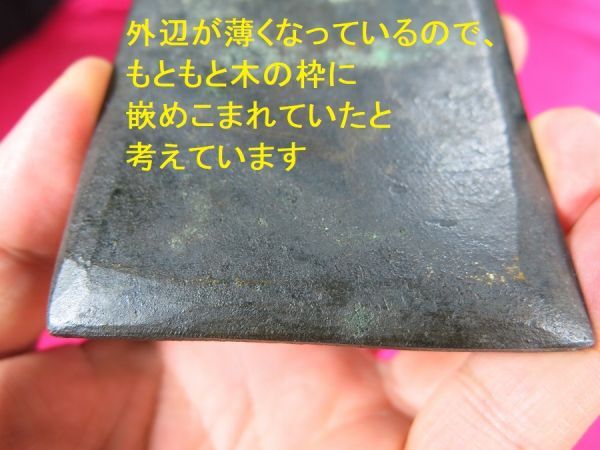 外辺が薄くなっているので、
もともと木の枠に
嵌めこまれていたと
考えています